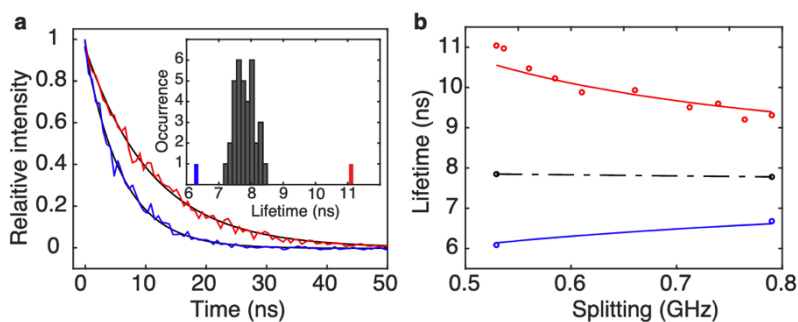 a
Relaitive intensity
1
0.8
0.6
0.4
0.2
0
0 10 20 30 40 50
Time (ns)
Occurrence
6
5
4
3
2
1
6 7 8 9 10 11
Lifetime (ns)
b
Lifetime (ns)
11
10
9
8
7
6
0.5 0.6 0.7 0.8
Splitting (GHz)